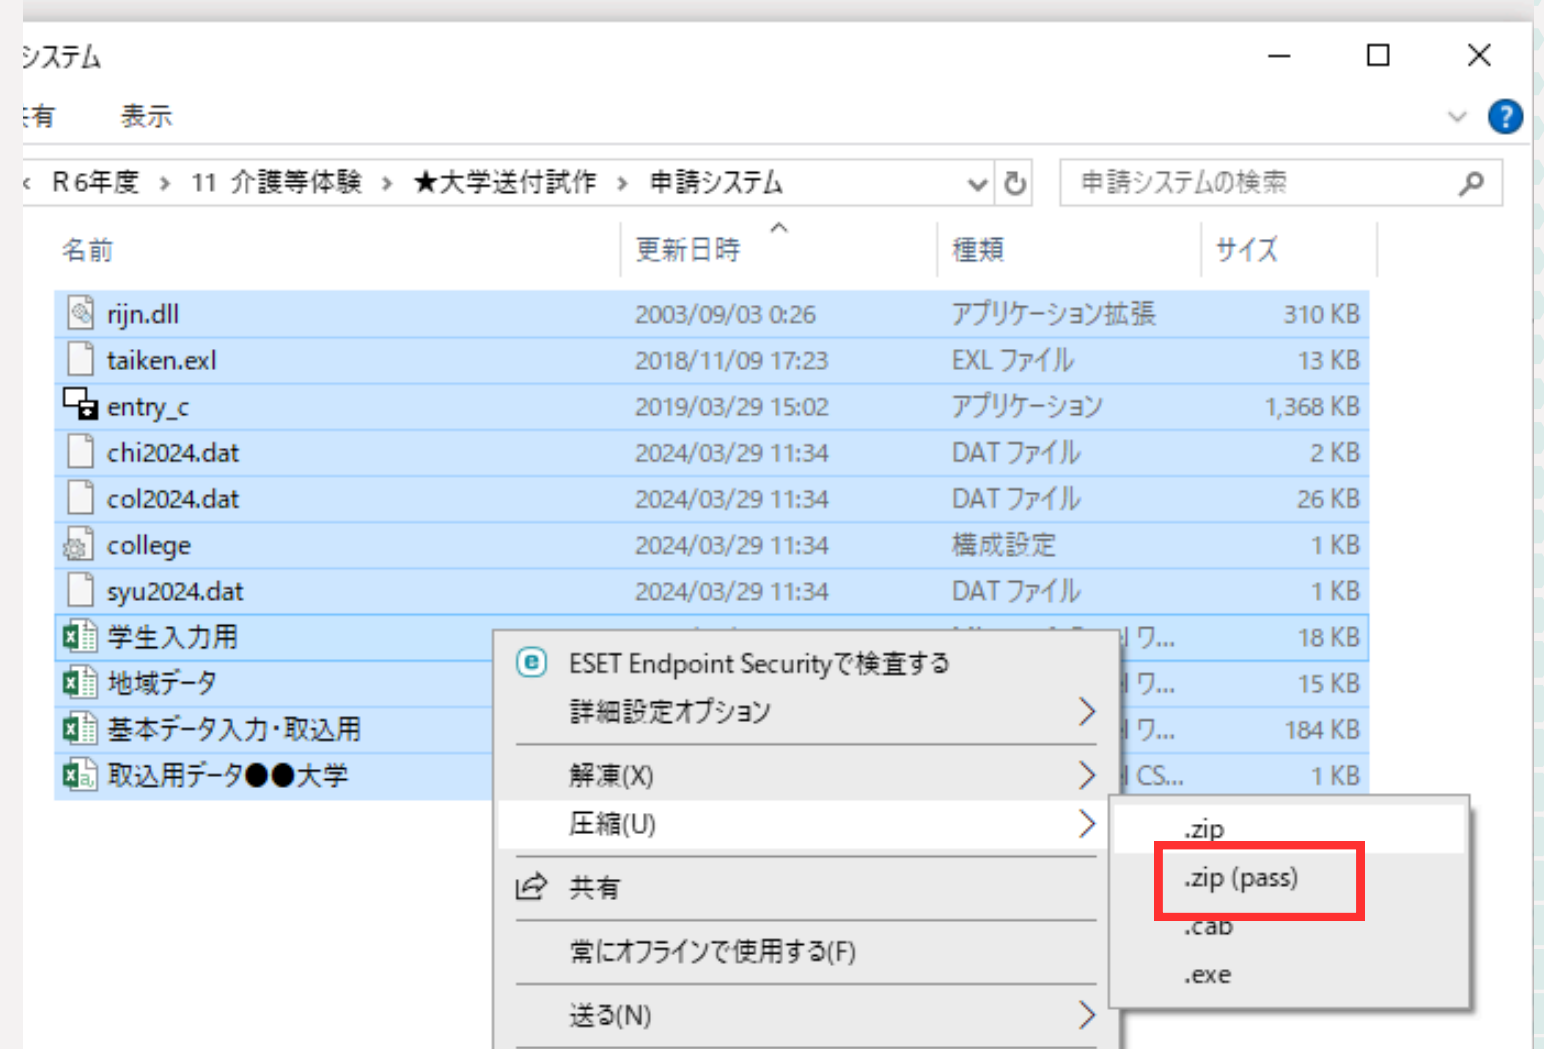 システム
共有 表示
?
« R6年度 › 11 介護等体験 › ★大学送付試作 › 申請システム
申請システムの検索
名前 更新日時 種類 サイズ
rijn.dll 2003/09/03 0:26 アプリケーション拡張 310 KB
taiken.exl 2018/11/09 17:23 EXL ファイル 13 KB
entry_c 2019/03/29 15:02 アプリケーション 1,368 KB
chi2024.dat 2024/03/29 11:34 DAT ファイル 2 KB
col2024.dat 2024/03/29 11:34 DAT ファイル 26 KB
college 2024/03/29 11:34 構成設定 1 KB
syu2024.dat 2024/03/29 11:34 DAT ファイル 1 KB
学生入力用 ワ... 18 KB
地域データ ワ... 15 KB
基本データ入力・取込用 ワ... 184 KB
取込用データ●●大学 CS... 1 KB
ESET Endpoint Securityで検査する
詳細設定オプション
解凍(X)
圧縮(U)
共有
常にオフラインで使用する(F)
送る(N)
.zip
.zip (pass)
.cab
.exe